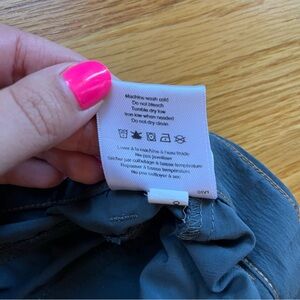 Machine wash cold
Do not bleach
Tumble dry low
Iron low when needed
Do not dry clean
Laver à la machine à l'eau froide
Ne pas javelliser
Sécher par culbutage à basse température
Repasser à basse température
Ne pas nettoyer à sec